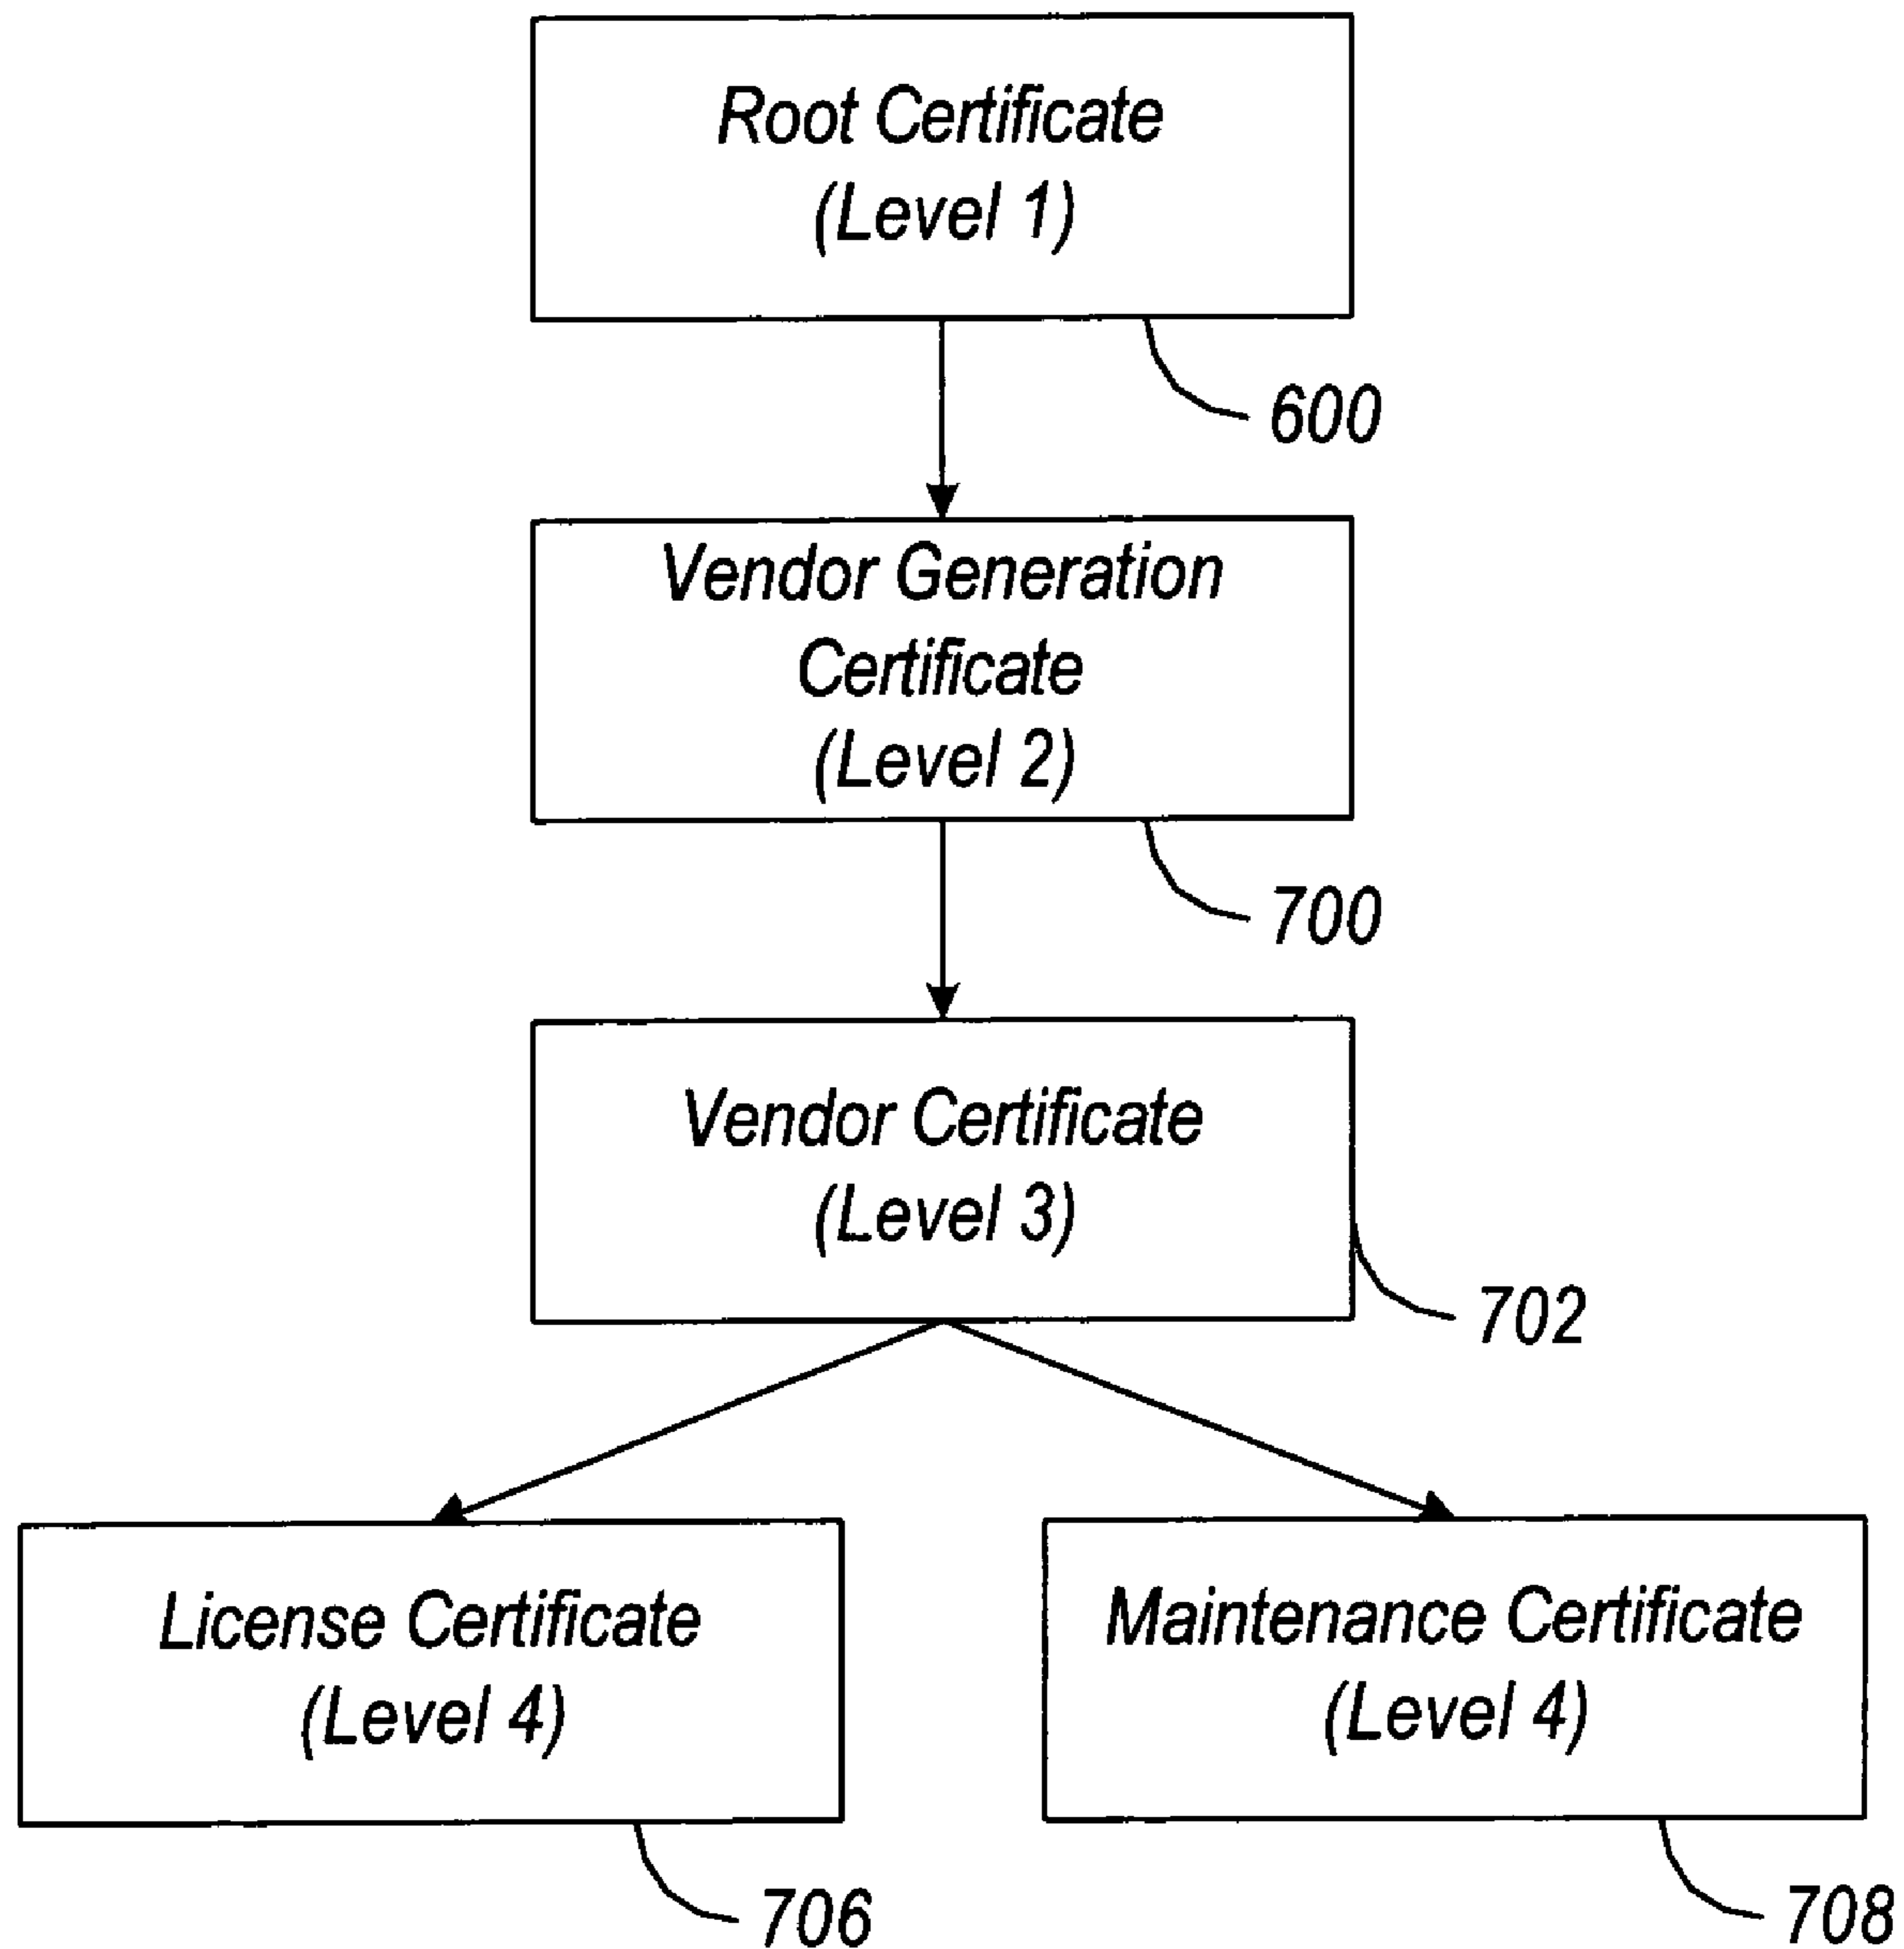 Root Certificate
(Level 1)
600
Vendor Generation
Certificate
(Level 2)
700
Vendor Certificate
(Level 3)
702
License Certificate
(Level 4)
706
Maintenance Certificate
(Level 4)
708